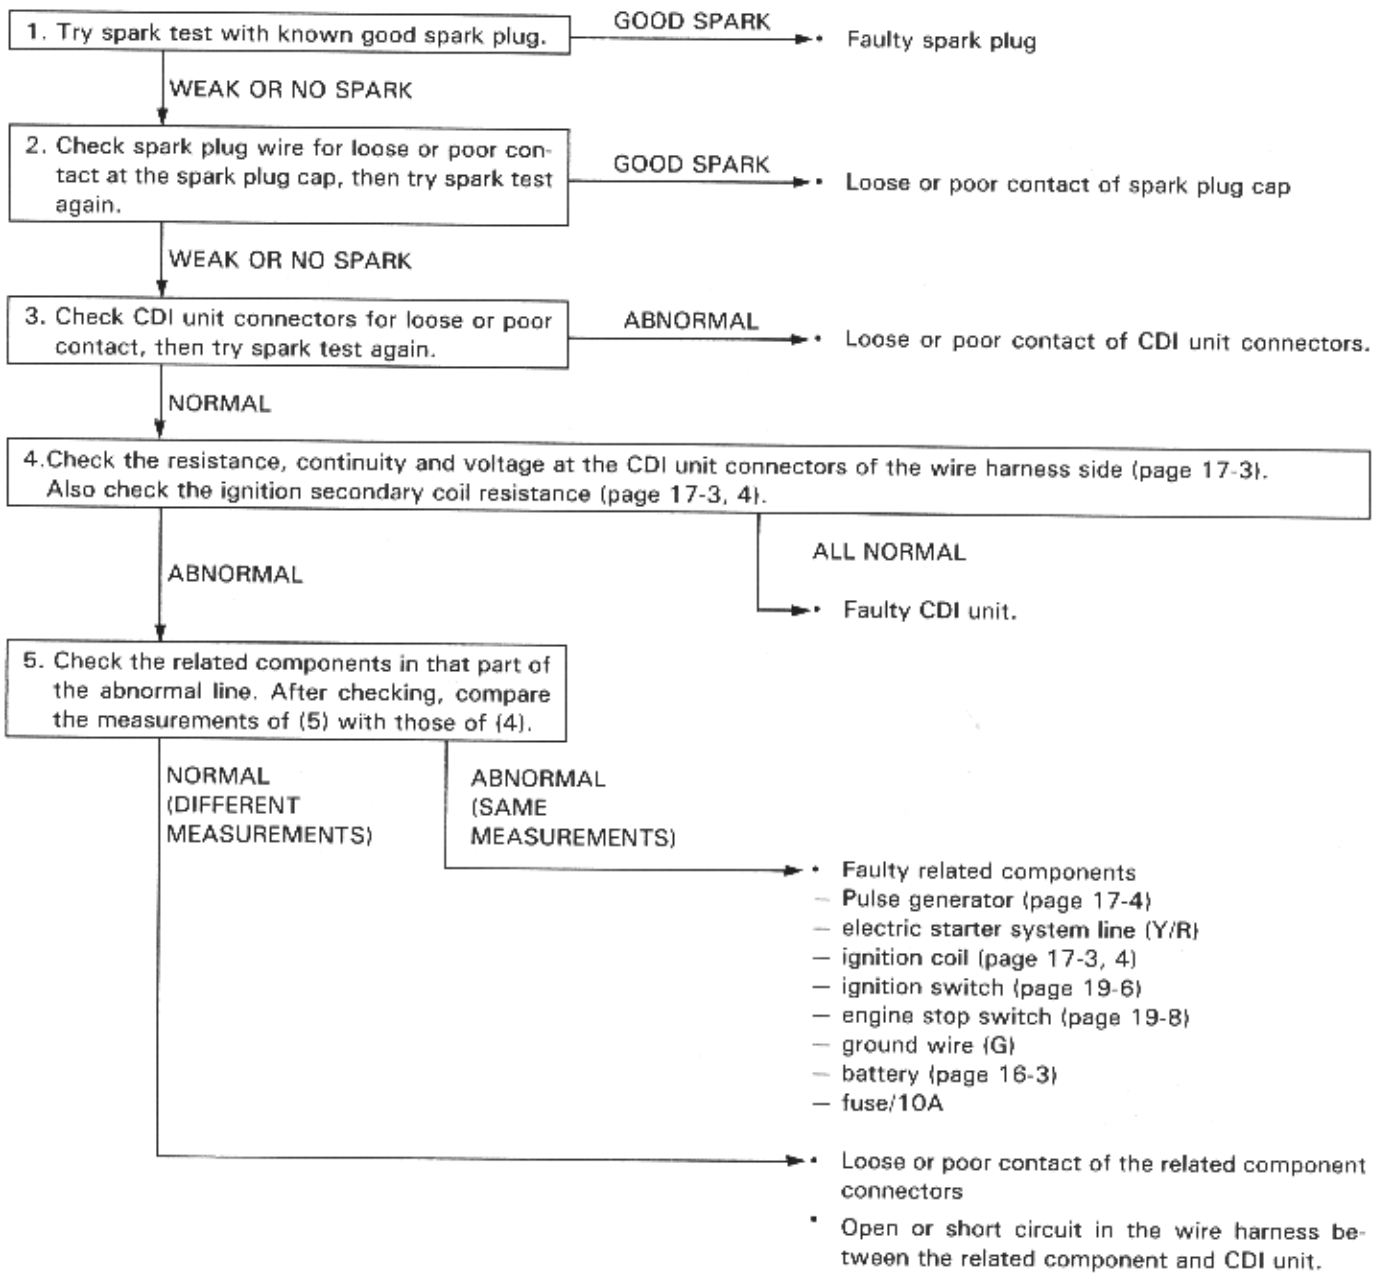 GOOD SPARK
1. Try spark test with known good spark plug.
• Faulty spark plug
WEAK OR NO SPARK
2. Check spark plug wire for loose or poor con-
tact at the spark plug cap, then try spark test
again.
GOOD SPARK
• Loose or poor contact of spark plug cap
WEAK OR NO SPARK
3. Check CDI unit connectors for loose or poor
contact, then try spark test again.
ABNORMAL
• Loose or poor contact of CDI unit connectors.
NORMAL
4.Check the resistance, continuity and voltage at the CDI unit connectors of the wire harness side (page 17-3).
Also check the ignition secondary coil resistance (page 17-3, 4).
ALL NORMAL
ABNORMAL
• Faulty CDI unit.
5. Check the related components in that part of
the abnormal line. After checking, compare
the measurements of (5) with those of (4).
NORMAL
(DIFFERENT
MEASUREMENTS)
ABNORMAL
(SAME
MEASUREMENTS)
• Faulty related components
— Pulse generator (page 17-4)
— electric starter system line (Y/R)
— ignition coil (page 17-3, 4)
— ignition switch (page 19-6)
— engine stop switch (page 19-8)
— ground wire (G)
— battery (page 16-3)
— fuse/10A
• Loose or poor contact of the related component
connectors
• Open or short circuit in the wire harness be-
tween the related component and CDI unit.